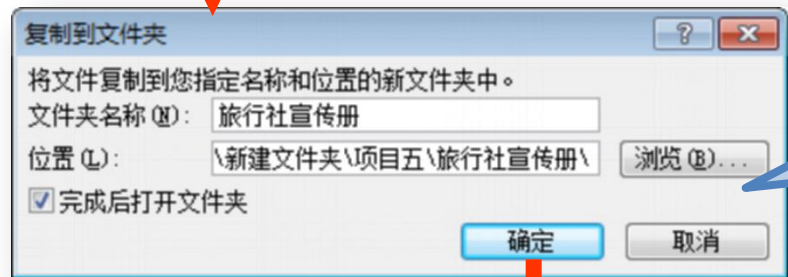 复制到文件夹
将文件复制到您指定名称和位置的新文件夹中。
文件夹名称(N)： 旅行社宣传册
位置(L)： \新建文件夹\项目五\旅行社宣传册\ 浏览(B)...
完成后打开文件夹
确定 取消